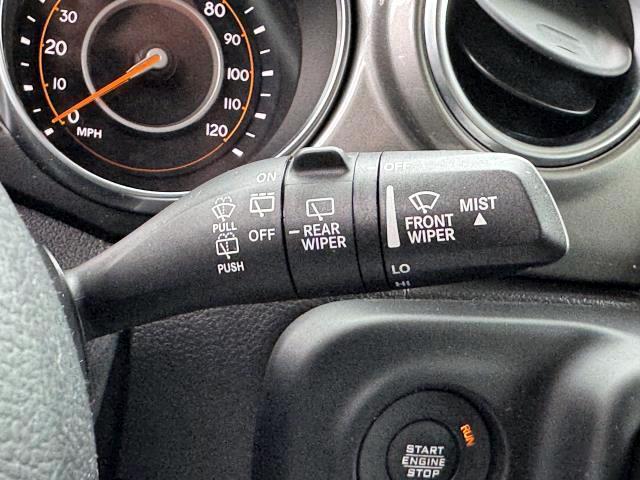 30
20
10
0
MPH
80
90
100
110
120
ON
PULL
OFF
PUSH
REAR
WIPER
OFF
FRONT
WIPER
MIST
LO
RUN
START
ENGINE
STOP